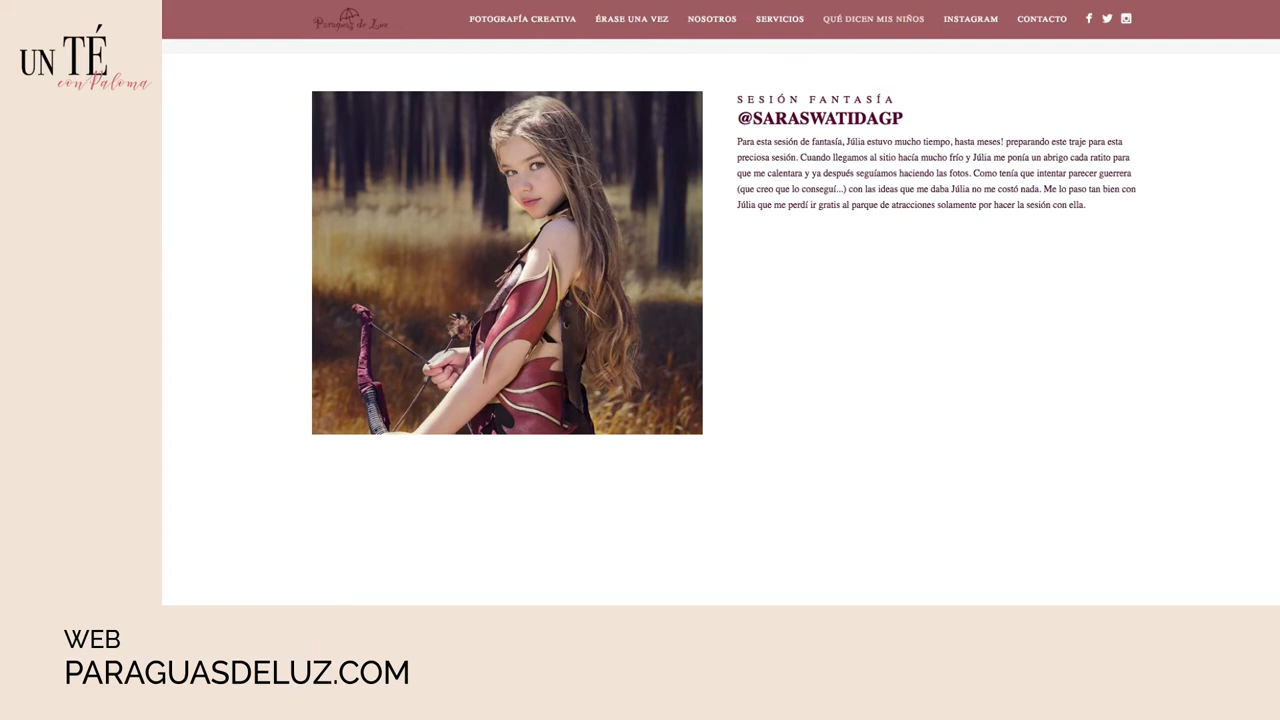 UN TÉ
con Paloma
Paraguas de Luz
FOTOGRAFÍA CREATIVA
ÉRASE UNA VEZ
NOSOTROS
SERVICIOS
QUÉ DICEN MIS NIÑOS
INSTAGRAM
CONTACTO
SESIÓN FANTASÍA
@SARASWATIDAGP
Para esta sesión de fantasía, Júlia estuvo mucho tiempo, hasta meses! preparando este traje para esta
preciosa sesión. Cuando llegamos al sitio hacía mucho frío y Júlia me ponía un abrigo cada ratito para
que me calentara y ya después seguíamos haciendo las fotos. Como tenía que intentar parecer guerrera
(que creo que lo conseguí...) con las ideas que me daba Júlia no me costó nada. Me lo paso tan bien con
Júlia que me perdí ir gratis al parque de atracciones solamente por hacer la sesión con ella.
WEB
PARAGUASDELUZ.COM